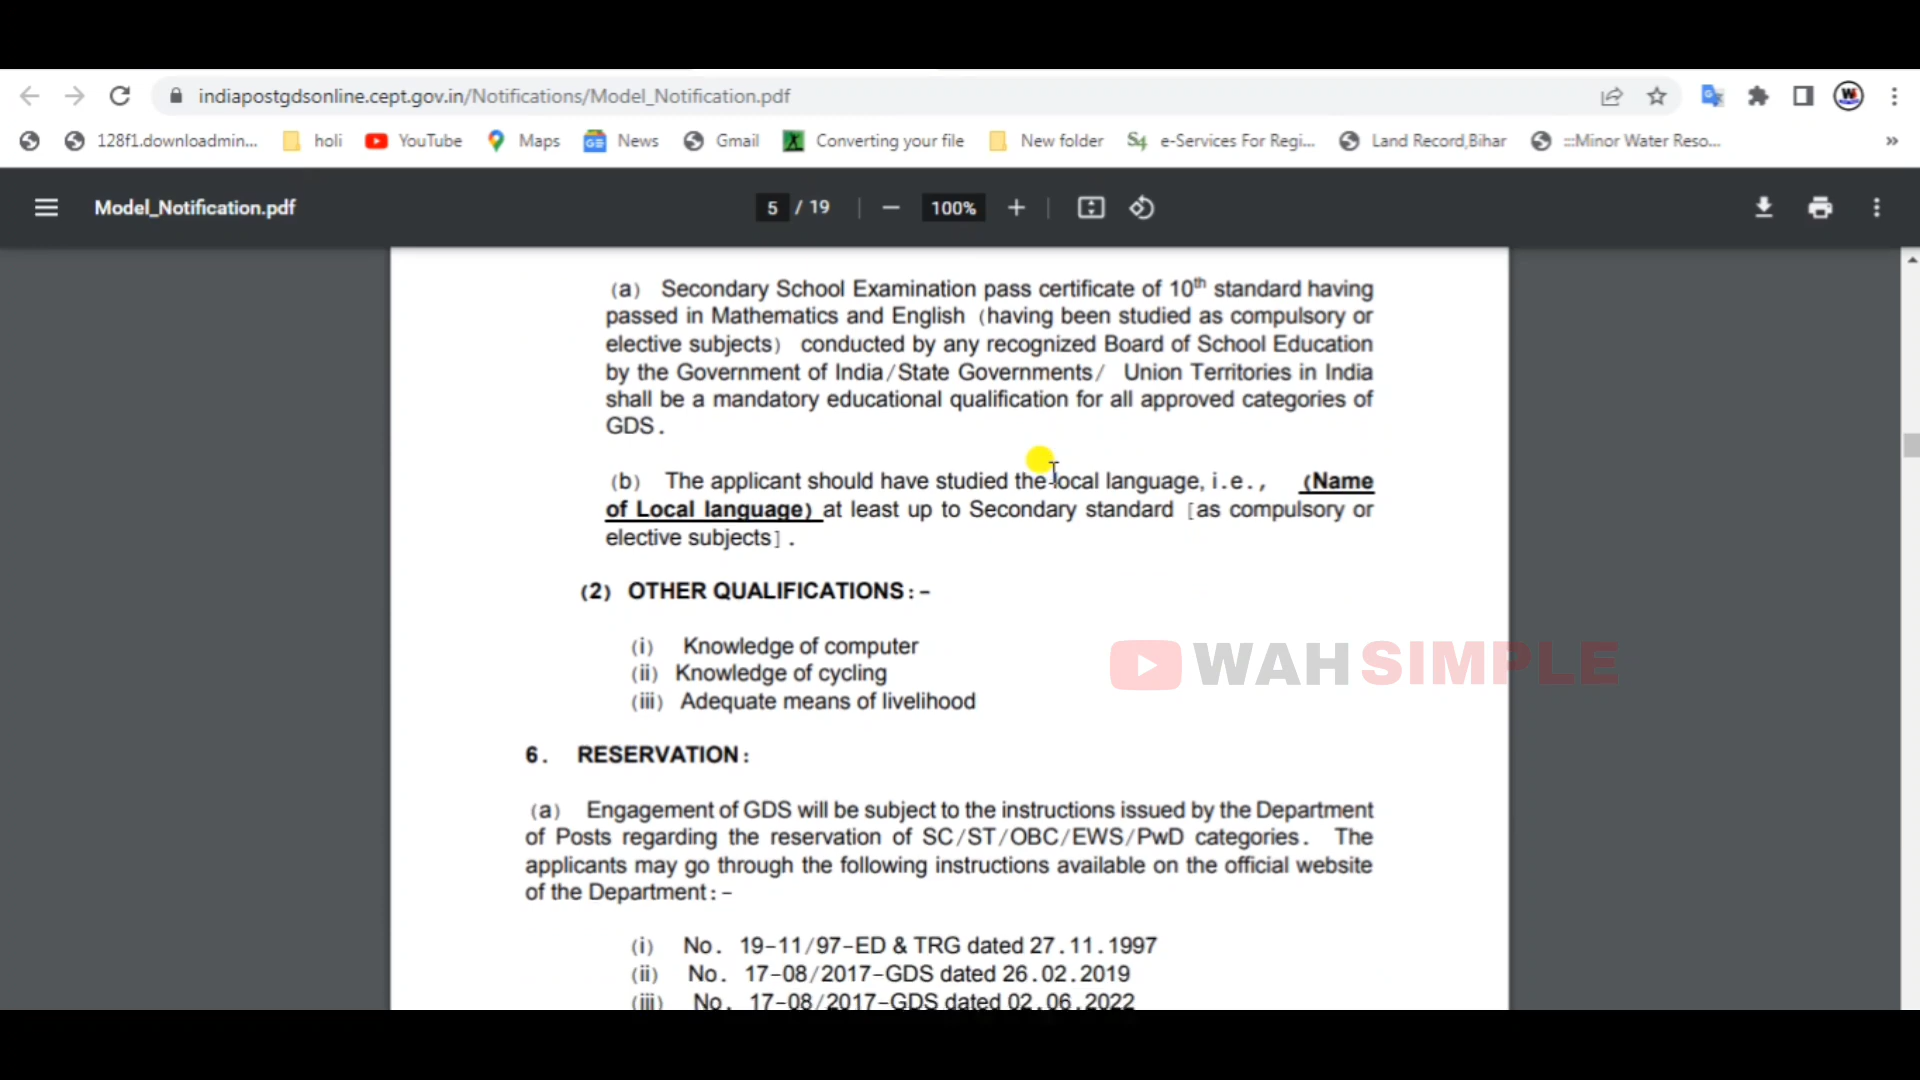 indiapostgdsonline.cept.gov.in/Notifications/Model_Notification.pdf
128f1.downloadmin... holi YouTube Maps News Gmail Converting your file New folder e-Services For Regi... Land Record,Bihar :::Minor Water Reso... »
Model_Notification.pdf 5 / 19 − 100% +
(a) Secondary School Examination pass certificate of 10th standard having
passed in Mathematics and English (having been studied as compulsory or
elective subjects) conducted by any recognized Board of School Education
by the Government of India/State Governments/ Union Territories in India
shall be a mandatory educational qualification for all approved categories of
GDS.
(b) The applicant should have studied the local language, i.e., (Name
of Local language) at least up to Secondary standard [as compulsory or
elective subjects].
(2) OTHER QUALIFICATIONS:-
(i) Knowledge of computer
(ii) Knowledge of cycling
WAHSIMPLE
(iii) Adequate means of livelihood
6. RESERVATION:
(a) Engagement of GDS will be subject to the instructions issued by the Department
of Posts regarding the reservation of SC/ST/OBC/EWS/PwD categories. The
applicants may go through the following instructions available on the official website
of the Department:-
(i) No. 19-11/97-ED & TRG dated 27.11.1997
(ii) No. 17-08/2017-GDS dated 26.02.2019
(iii) No. 17-08/2017-GDS dated 02.06.2022